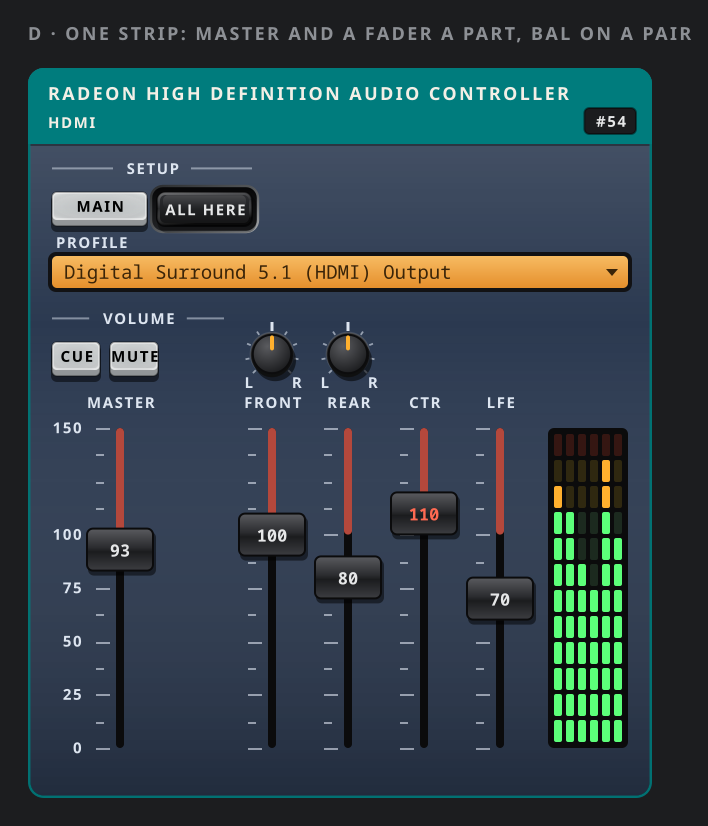 D · ONE STRIP: MASTER AND A FADER A PART, BAL ON A PAIR
RADEON HIGH DEFINITION AUDIO CONTROLLER
HDMI
#54
SETUP
MAIN
ALL HERE
PROFILE
Digital Surround 5.1 (HDMI) Output
VOLUME
CUE
MUTE
L R L R
MASTER FRONT REAR CTR LFE
150
110
100
93
100
80
75
70
50
25
0